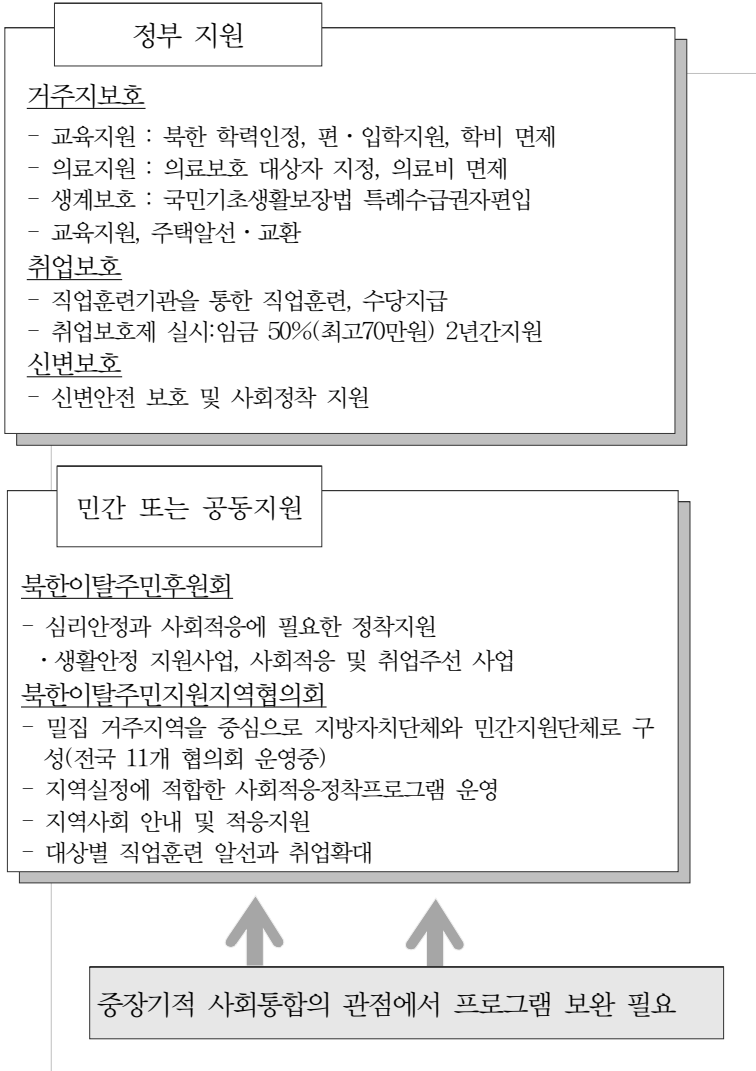 정부 지원
거주지보호
- 교육지원 : 북한 학력인정, 편・입학지원, 학비 면제
- 의료지원 : 의료보호 대상자 지정, 의료비 면제
- 생계보호 : 국민기초생활보장법 특례수급권자편입
- 교육지원, 주택알선・교환
취업보호
- 직업훈련기관을 통한 직업훈련, 수당지급
- 취업보호제 실시:임금 50%(최고70만원) 2년간지원
신변보호
- 신변안전 보호 및 사회정착 지원
민간 또는 공동지원
북한이탈주민후원회
- 심리안정과 사회적응에 필요한 정착지원
・생활안정 지원사업, 사회적응 및 취업주선 사업
북한이탈주민지원지역협의회
- 밀집 거주지역을 중심으로 지방자치단체와 민간지원단체로 구
성(전국 11개 협의회 운영중)
- 지역실정에 적합한 사회적응정착프로그램 운영
- 지역사회 안내 및 적응지원
- 대상별 직업훈련 알선과 취업확대
중장기적 사회통합의 관점에서 프로그램 보완 필요